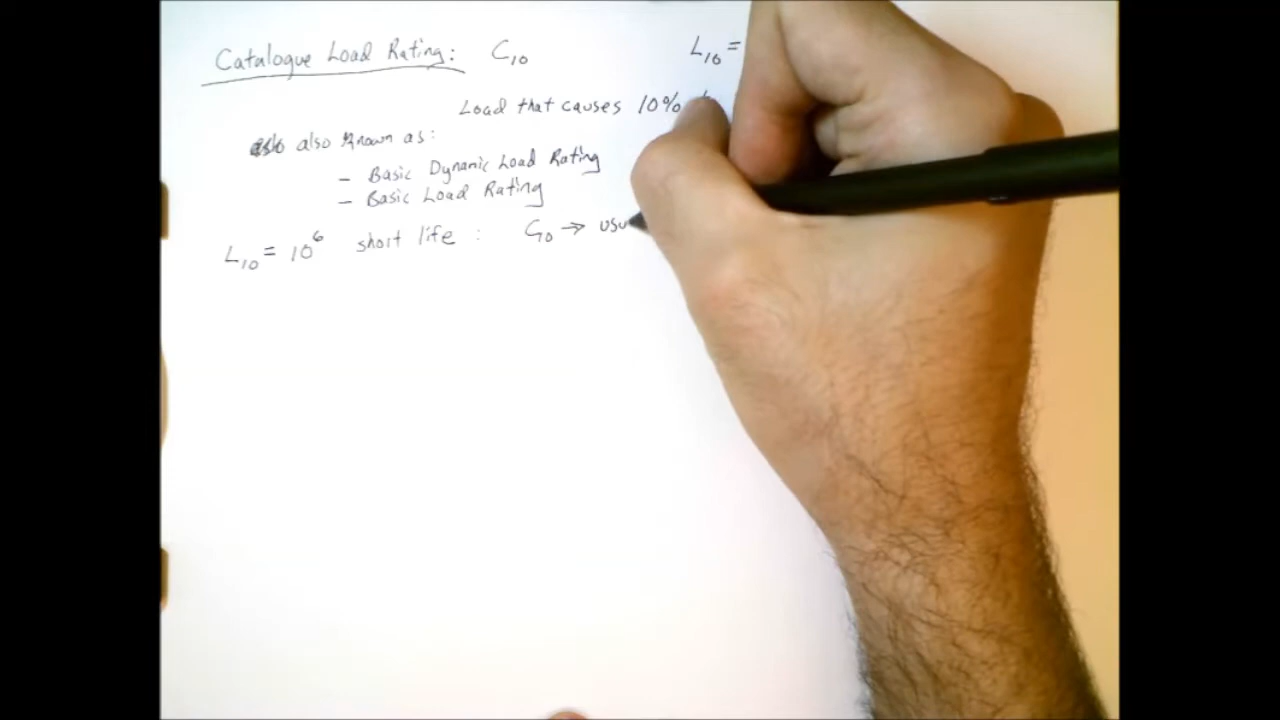 Catalogue Load Rating: C10 L10 =
Load that causes 10%
also known as:
- Basic Dynamic Load Rating
- Basic Load Rating
L10 = 10^6 short life : C10 → usu